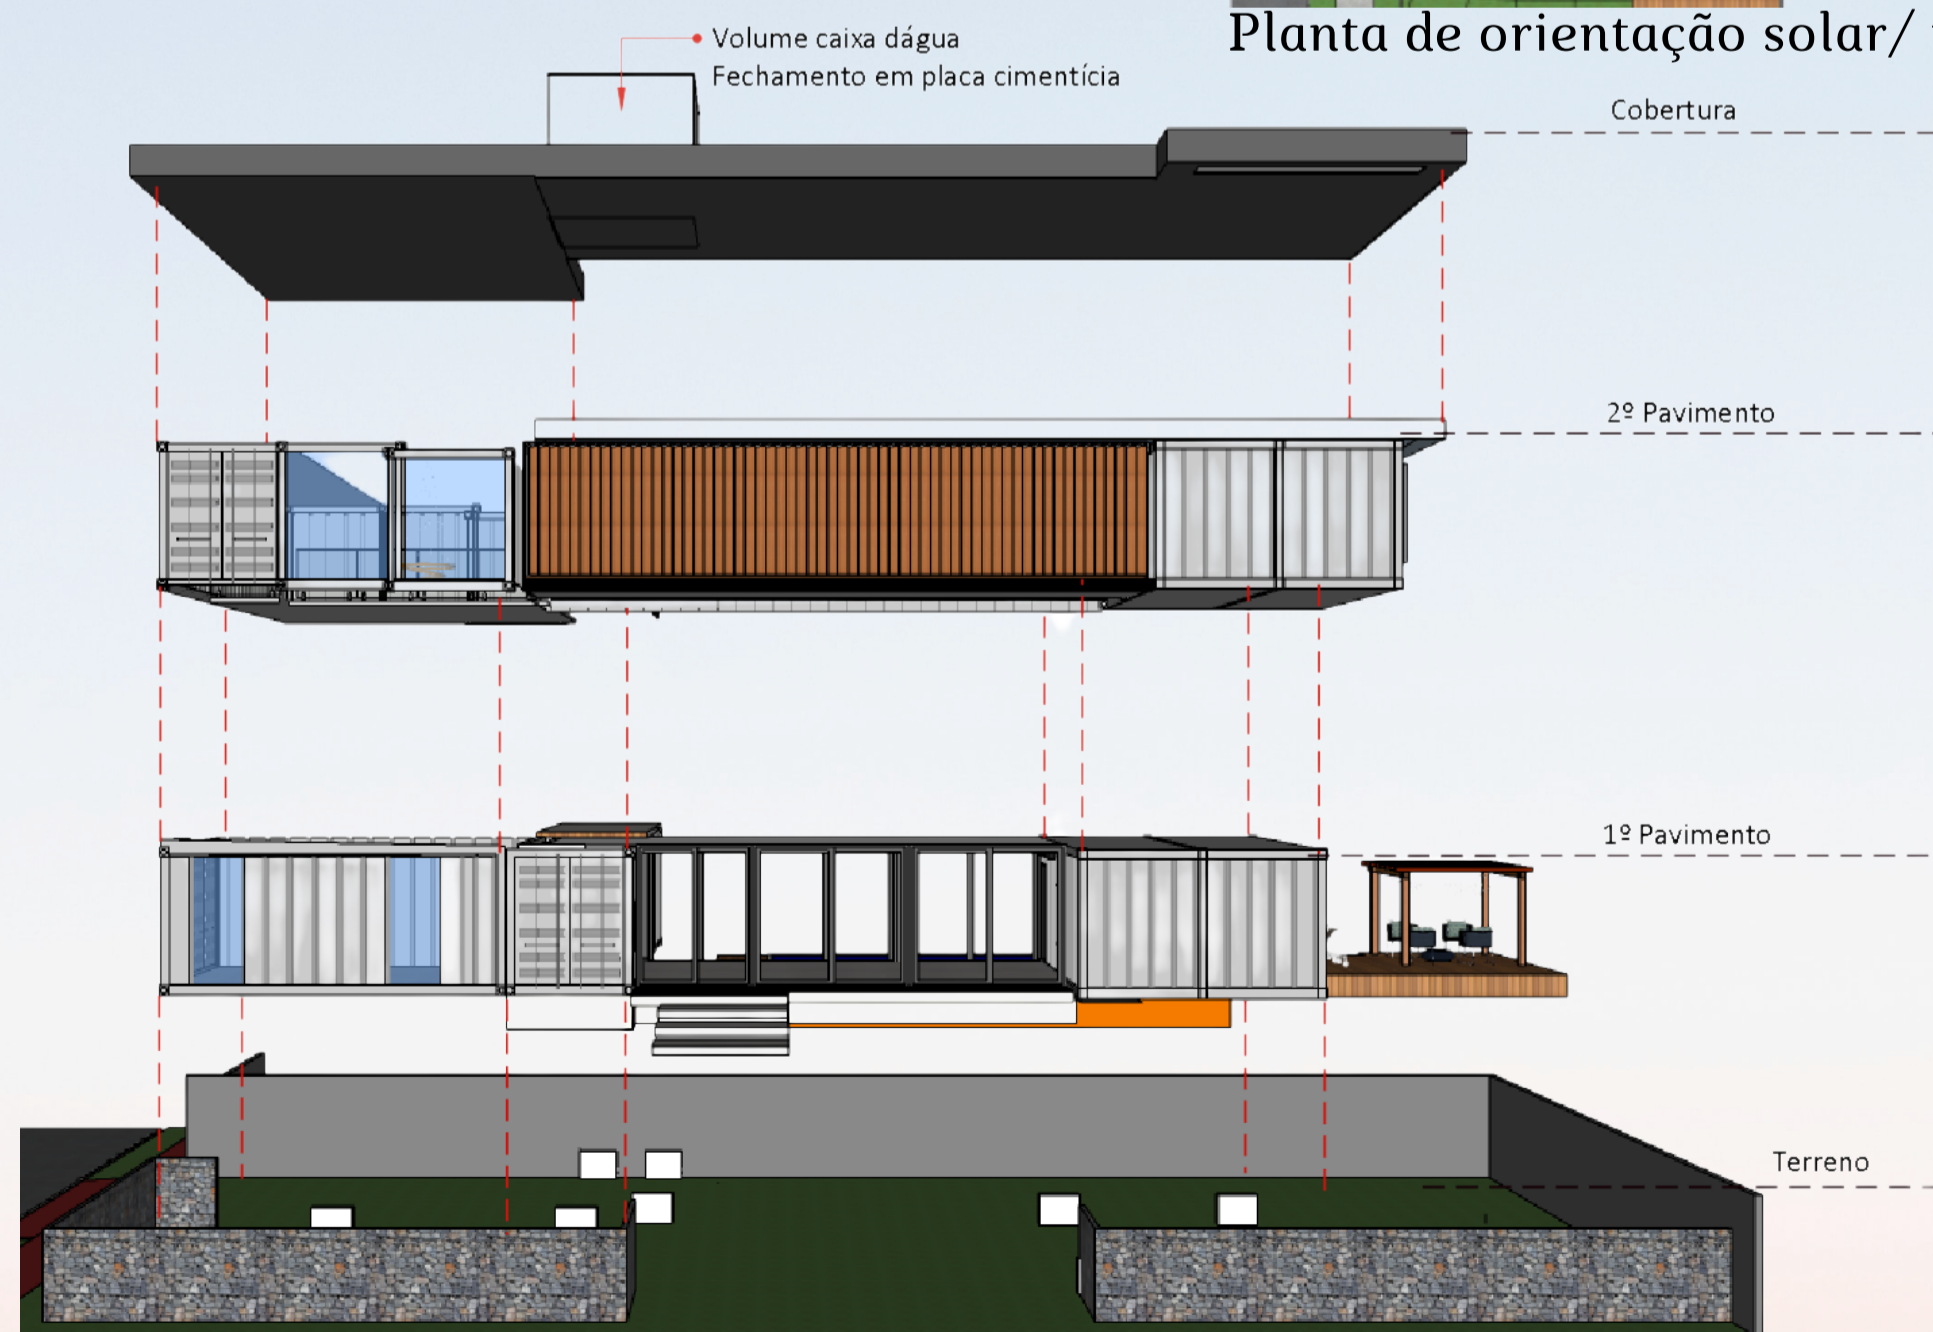 Planta de orientação solar/
Volume caixa dágua
Fechamento em placa cimentícia
Cobertura
2º Pavimento
1º Pavimento
Terreno